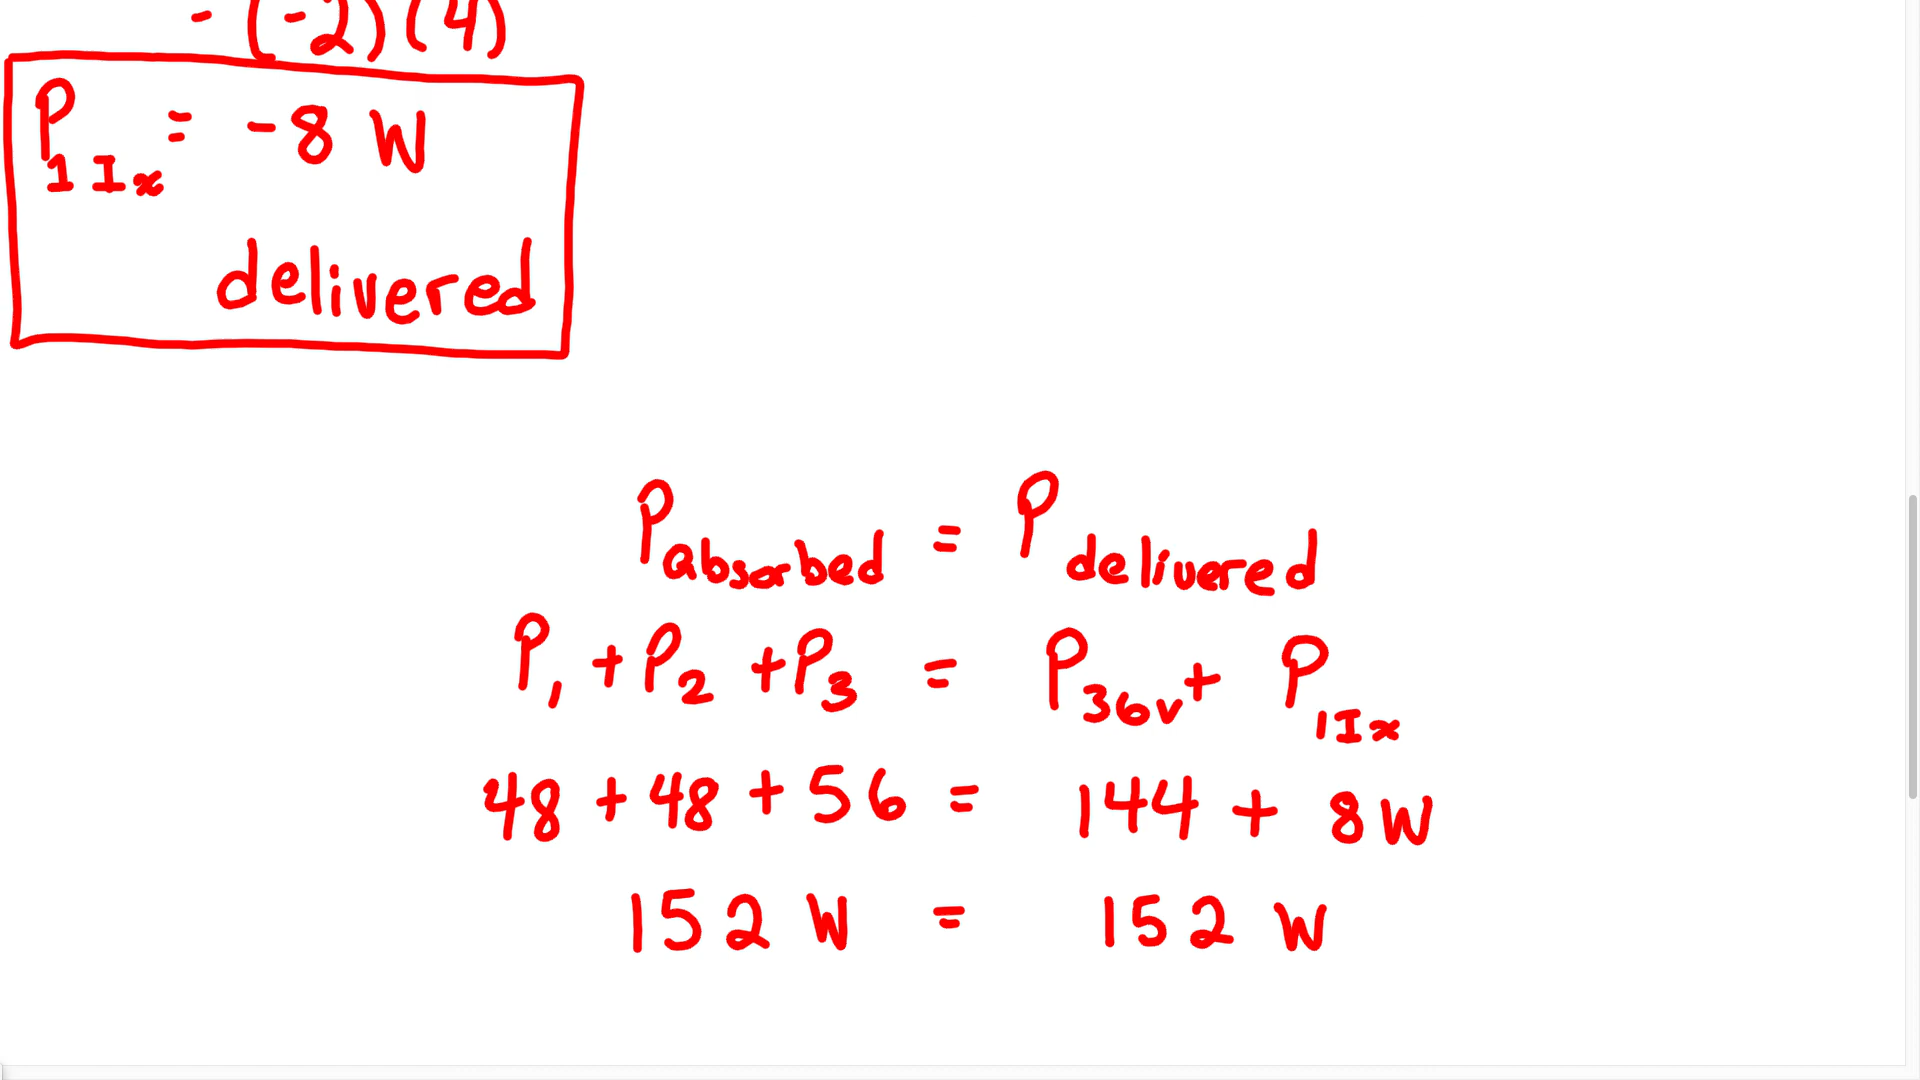 - (-2)(4)
P1Ix = -8 W
delivered
Pabsorbed = Pdelivered
P1 + P2 + P3 = P36v + P1Ix
48 + 48 + 56 = 144 + 8 W
152 W = 152 W